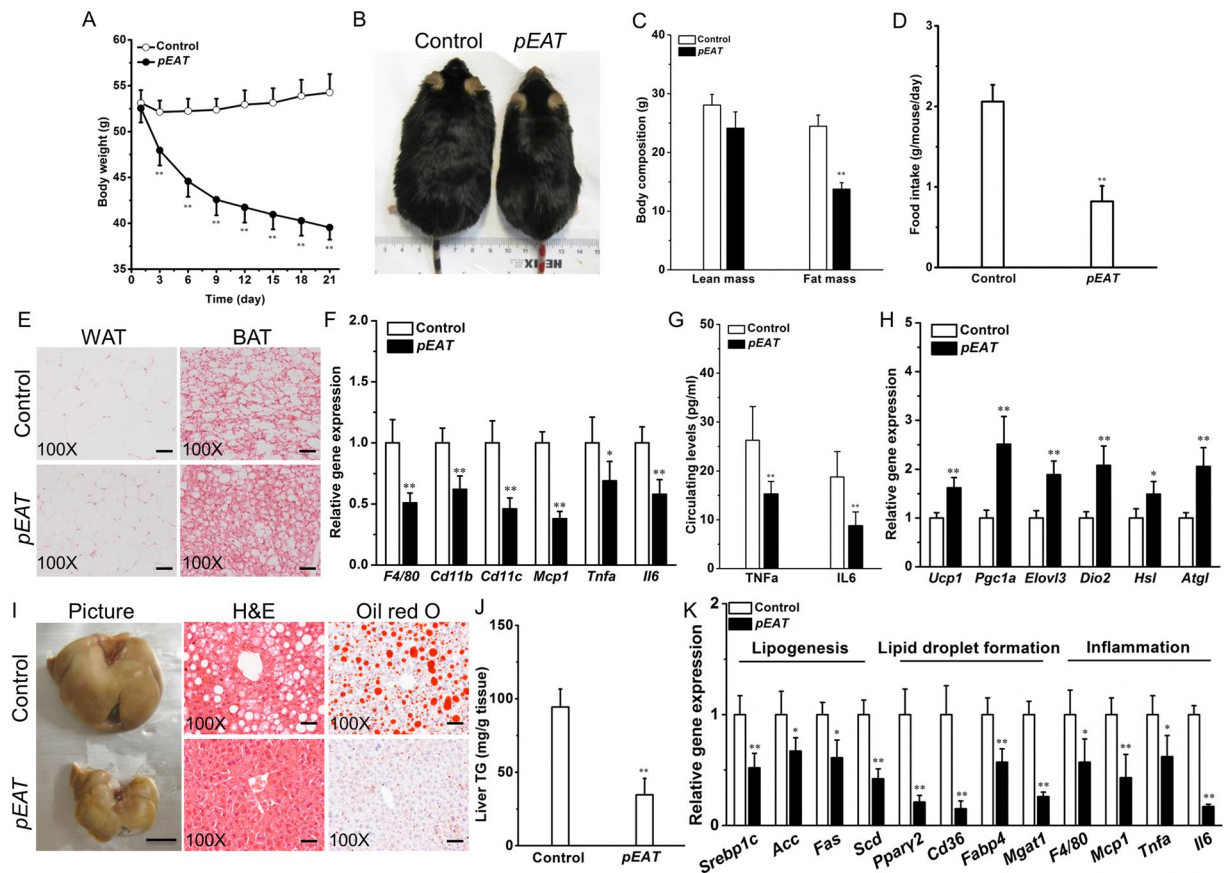 A
Control
pEAT
Body weight (g)
60
55
50
45
40
35
**
**
**
**
**
**
**
0 3 6 9 12 15 18 21
Time (day)
B
Control pEAT
C
Control
pEAT
Body composition (g)
40
30
20
10
0
**
Lean mass Fat mass
D
Food intake (g/mouse/day)
3
2
1
0
**
Control pEAT
E
WAT BAT
Control
100X 100X
pEAT
100X 100X
F
Control
pEAT
Relative gene expression
2.0
1.5
1.0
0.5
0.0
** ** ** ** * **
F4/80 Cd11b Cd11c Mcp1 Tnfa Il6
G
Control
pEAT
Circulating levels (pg/ml)
50
40
30
20
10
0
** **
TNFa IL6
H
Control
pEAT
Relative gene expression
5
4
3
2
1
0
** ** ** ** * **
Ucp1 Pgc1a Elovl3 Dio2 Hsl Atgl
I
Picture H&E Oil red O
Control
100X 100X
pEAT
100X 100X
J
Liver TG (mg/g tissue)
150
100
50
0
**
Control pEAT
K
Control
pEAT
Relative gene expression
2
1
0
Lipogenesis Lipid droplet formation Inflammation
** * * ** ** ** ** ** * ** * **
Srebp1c Acc Fas Scd Pparγ2 Cd36 Fabp4 Mgat1 F4/80 Mcp1 Tnfa Il6